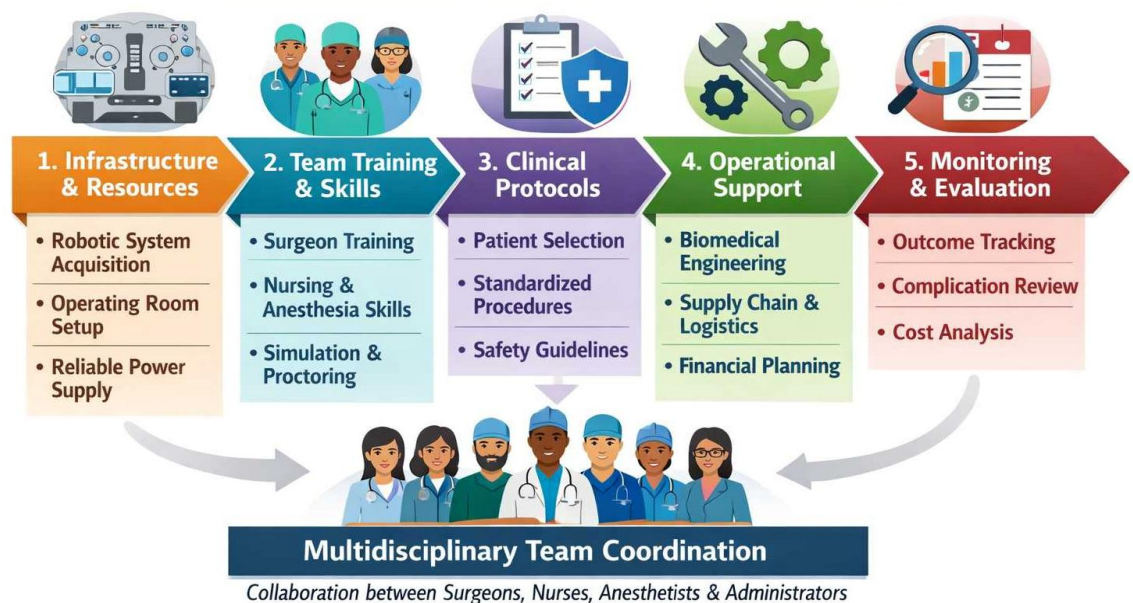 1. Infrastructure
& Resources
2. Team Training
& Skills
3. Clinical
Protocols
4. Operational
Support
5. Monitoring
& Evaluation
• Robotic System
Acquisition
• Operating Room
Setup
• Reliable Power
Supply
• Surgeon Training
• Nursing &
Anesthesia Skills
• Simulation &
Proctoring
• Patient Selection
• Standardized
Procedures
• Safety Guidelines
• Biomedical
Engineering
• Supply Chain &
Logistics
• Financial Planning
• Outcome Tracking
• Complication Review
• Cost Analysis
Multidisciplinary Team Coordination
Collaboration between Surgeons, Nurses, Anesthetists & Administrators